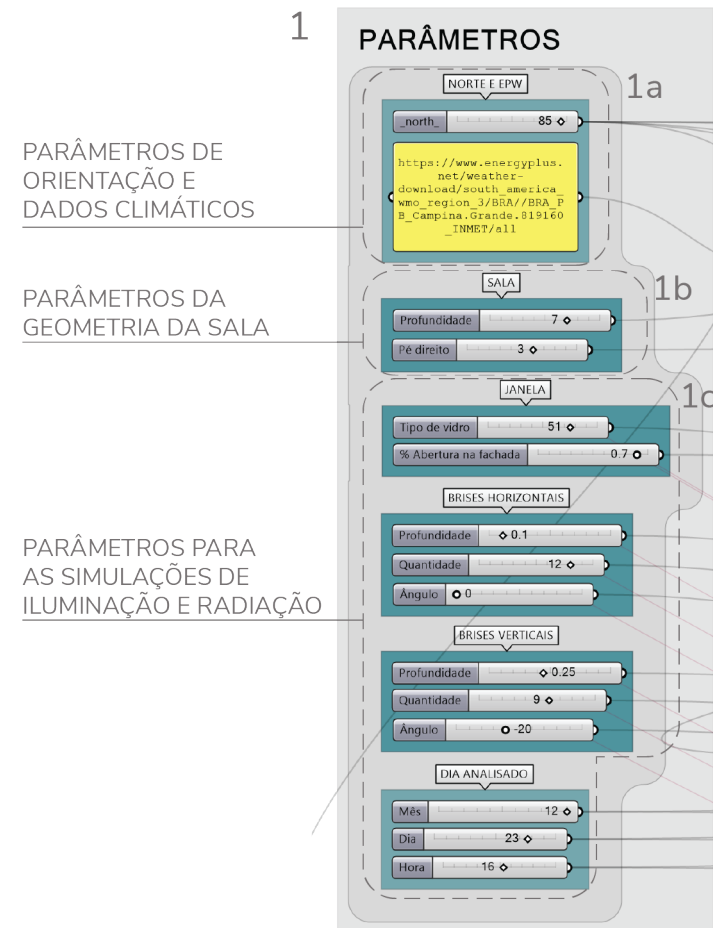 1
PARÂMETROS
1a
NORTE E EPW
_north_ 85
https://www.energyplus.
net/weather-
download/south_america_
wmo_region_3/BRA//BRA_P
B_Campina.Grande.819160
_INMET/all
PARÂMETROS DE
ORIENTAÇÃO E
DADOS CLIMÁTICOS
1b
SALA
Profundidade 7
Pé direito 3
PARÂMETROS DA
GEOMETRIA DA SALA
1c
JANELA
Tipo de vidro 51
% Abertura na fachada 0.7
BRISES HORIZONTAIS
Profundidade 0.1
Quantidade 12
Ângulo 0
PARÂMETROS PARA
AS SIMULAÇÕES DE
ILUMINAÇÃO E RADIAÇÃO
BRISES VERTICAIS
Profundidade 0.25
Quantidade 9
Ângulo -20
DIA ANALISADO
Mês 12
Dia 23
Hora 16